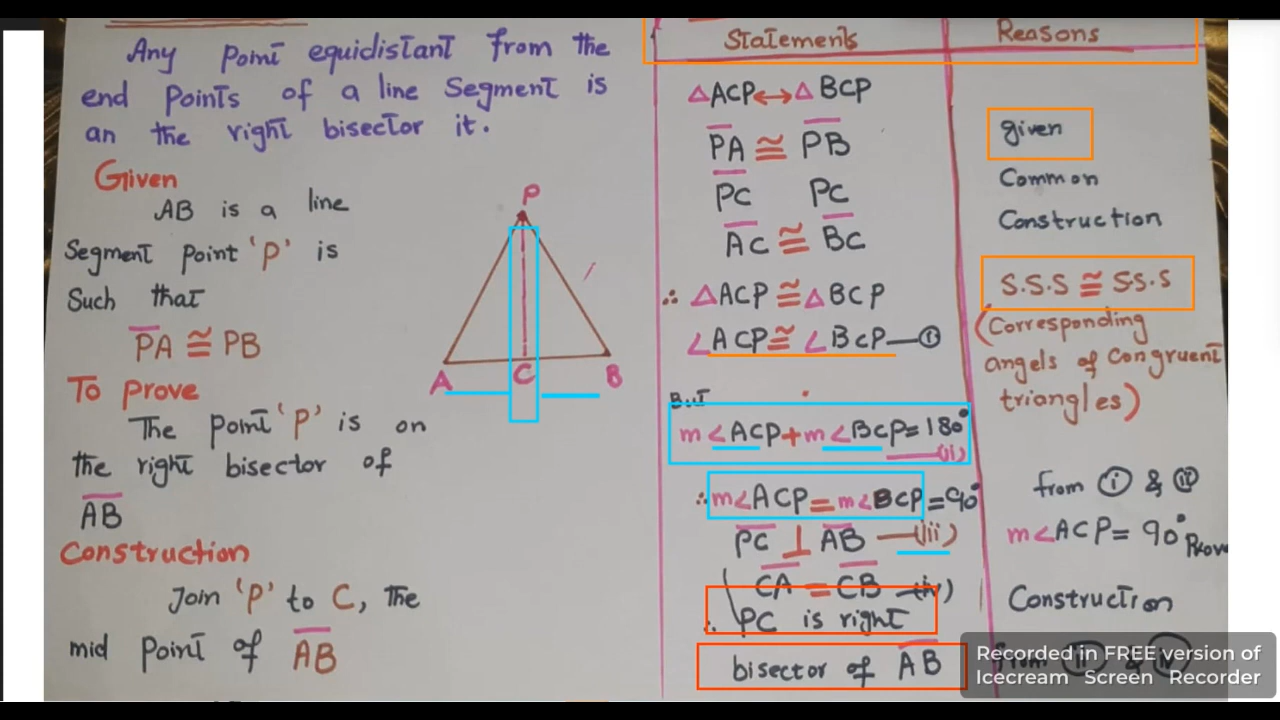 Any Point equidistant from the
end Points of a line Segment is
an the right bisector it.
Given
AB is a line
Segment Point 'P' is
Such that
PA ≅ PB
To Prove
The Point 'P' is on
the right bisector of
AB
Construction
Join 'P' to C, the
mid Point of AB
P
A C B
Statements
△ACP↔△BCP
PA ≅ PB
PC PC
AC ≅ BC
∴ △ACP ≅ △BCP
∠ACP ≅ ∠BCP—(i)
But
m∠ACP+m∠BCP=180°
—(ii)
∴ m∠ACP=m∠BCP=90°
PC ⊥ AB —(iii)
CA = CB —(iv)
∴ PC is right
bisector of AB
Reasons
given
Common
Construction
S.S.S ≅ S.S.S
(Corresponding
angels of Congruent
triangles)
from (i) & (ii)
m∠ACP=90°
Construction
Recorded in FREE version of
Icecream Screen Recorder